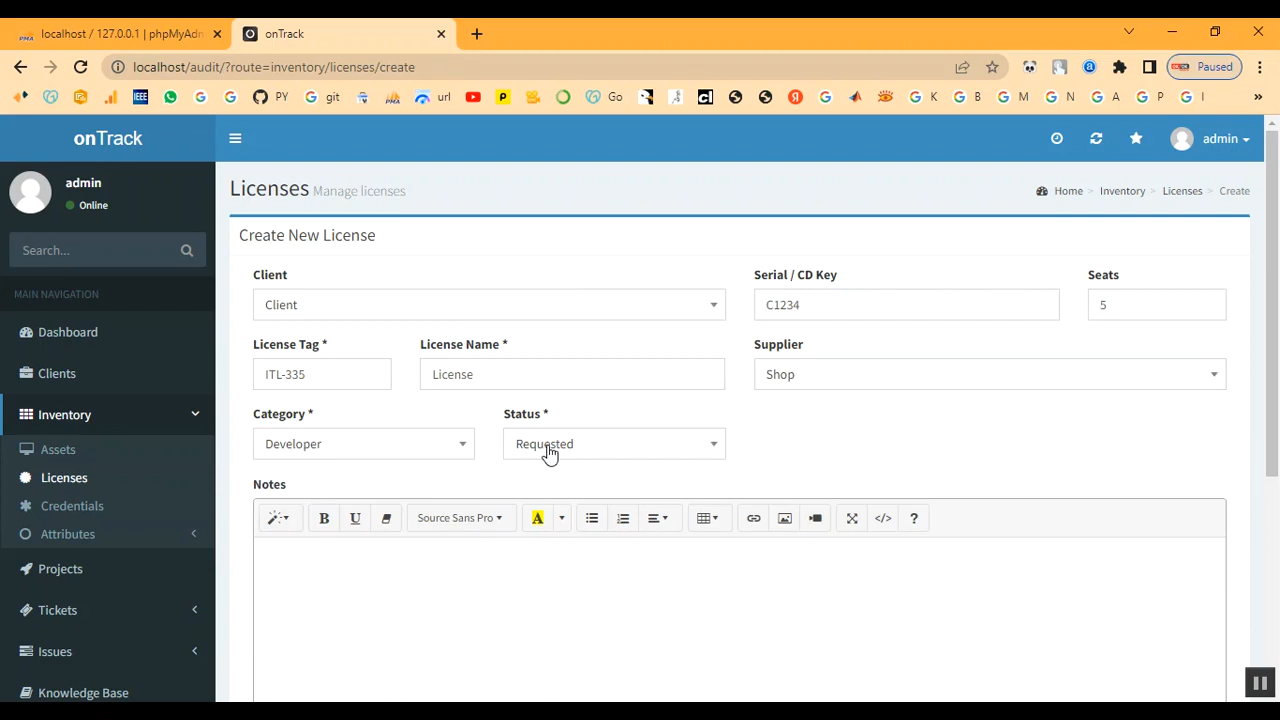 localhost / 127.0.0.1 | phpMyAdn
onTrack
localhost/audit/?route=inventory/licenses/create
Paused
PY
git
url
Go
K
B
M
N
A
P
I
»
onTrack
admin
Licenses Manage licenses
Home > Inventory > Licenses > Create
admin
Online
Search...
MAIN NAVIGATION
Dashboard
Clients
Inventory
Assets
Licenses
Credentials
Attributes
Projects
Tickets
Issues
Knowledge Base
Create New License
Client
Serial / CD Key
Seats
Client
C1234
5
License Tag *
License Name *
Supplier
ITL-335
License
Shop
Category *
Status *
Developer
Requested
Notes
B
U
Source Sans Pro
A
</>
?